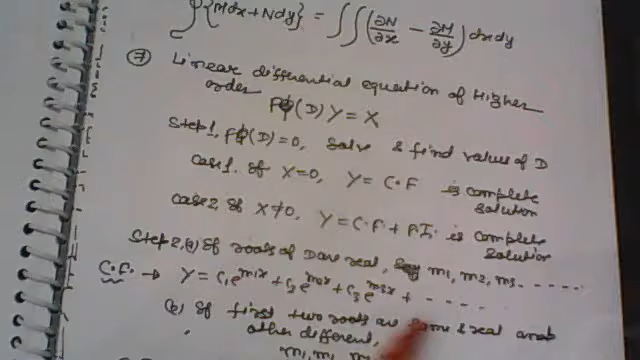 ∮{Mdx+Ndy} = ∬(∂N/∂x − ∂M/∂y) dxdy
⑦ Linear differential equation of Higher
order
ϕ(D) Y = X
Step 1, ϕ(D)=0, solve & find value of D
Case 1. If X=0, Y = C.F is complete
solution
Case 2 If X≠0, Y = C.F + P.I. is complete
solution
Step 2, (a) If roots of D are real, say m1, m2, m3 ......
C.F. → Y = C1e^m1x + C2e^m2x + C3e^m3x + .....
(b) If first two roots are same & real and
other different,
m1, m1, m